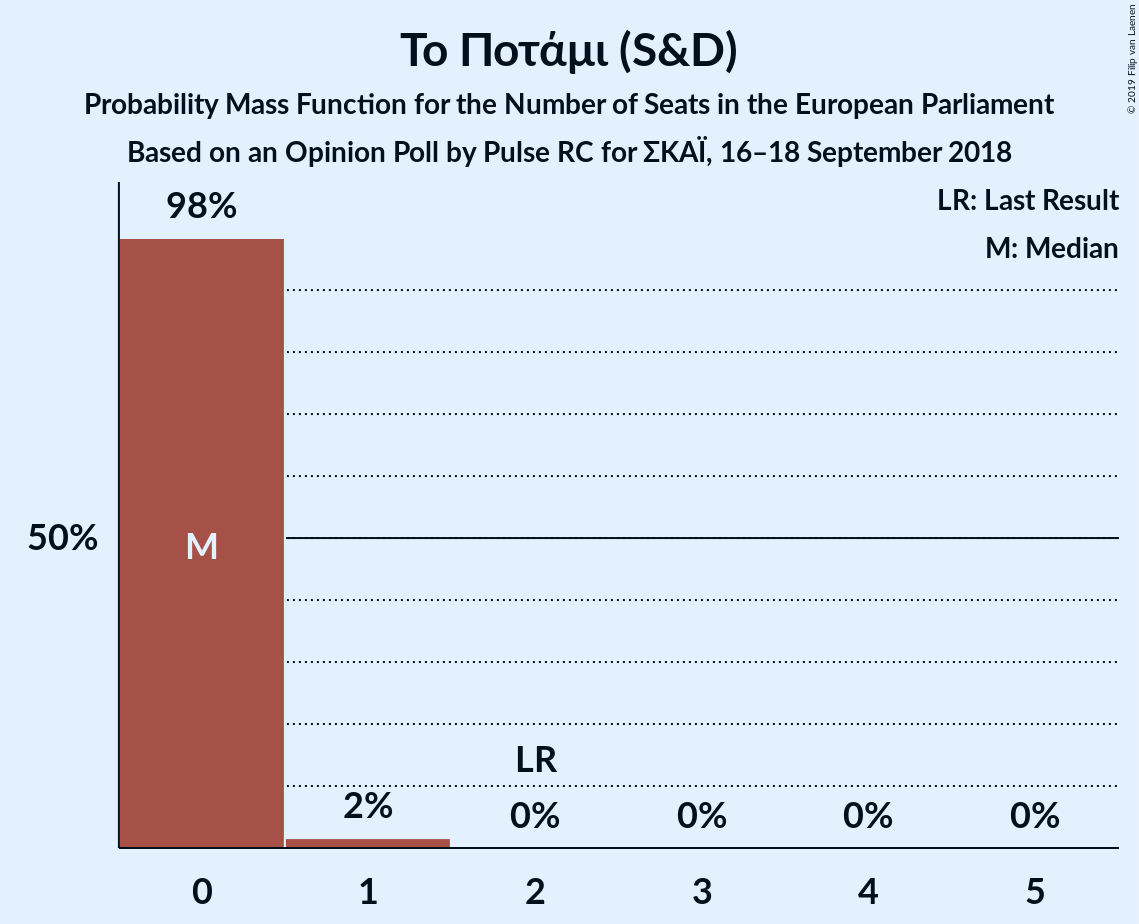 Το Ποτάμι (S&D)
Probability Mass Function for the Number of Seats in the European Parliament
Based on an Opinion Poll by Pulse RC for ΣΚΑΪ, 16–18 September 2018
© 2019 Filip van Laenen
LR: Last Result
M: Median
98%
50%
M
LR
2%
0%
0%
0%
0%
0
1
2
3
4
5